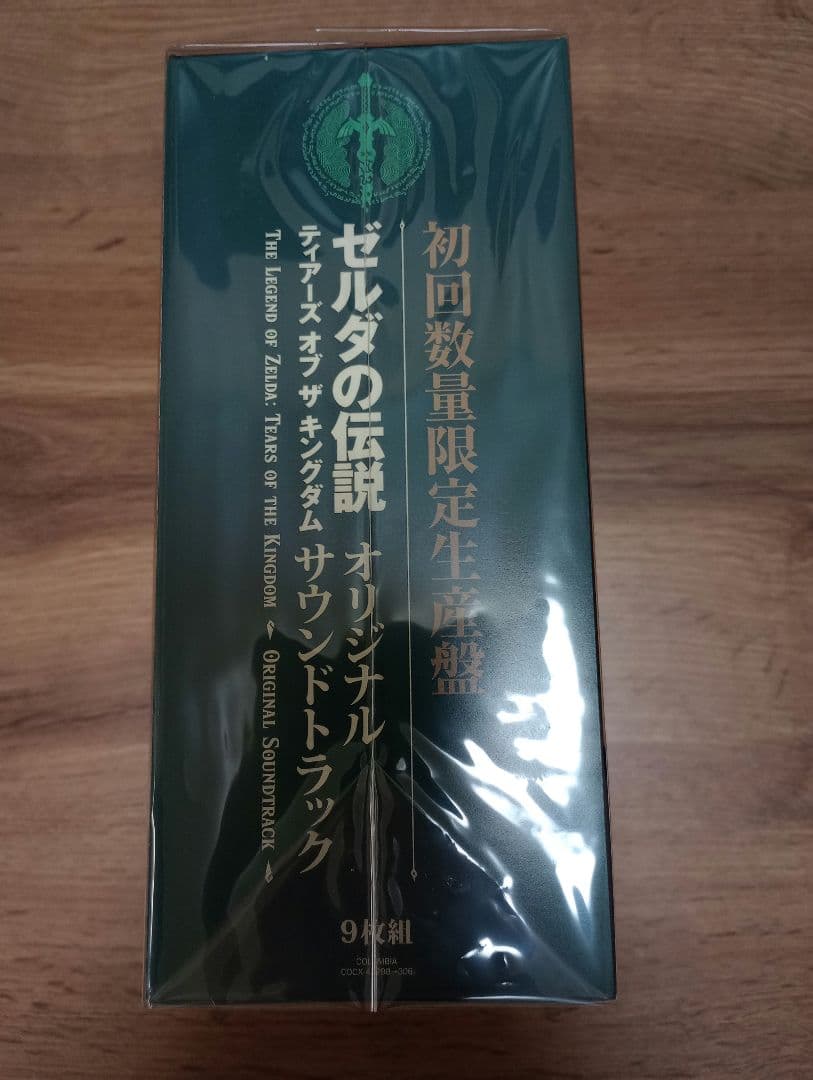 初回数量限定生産盤
ゼルダの伝説 オリジナル
ティアーズ オブ ザ キングダム サウンドトラック
THE LEGEND OF ZELDA: TEARS OF THE KINGDOM ORIGINAL SOUNDTRACK
9枚組
COLUMBIA